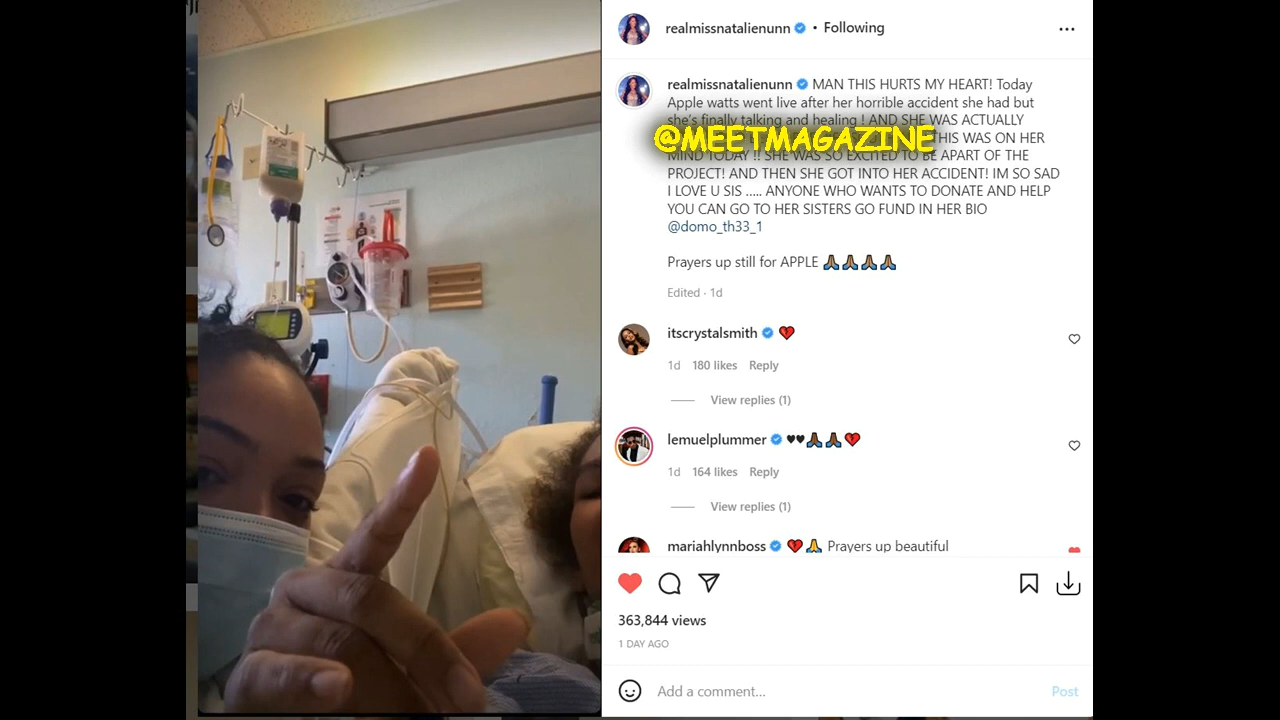 realmissnatalienunn • Following
realmissnatalienunn MAN THIS HURTS MY HEART! Today
Apple watts went live after her horrible accident she had but
she's finally talking and healing ! AND SHE WAS ACTUALLY
@MEETMAGAZINE
THIS WAS ON HER
MIND TODAY !! SHE WAS SO EXCITED TO BE APART OF THE
PROJECT! AND THEN SHE GOT INTO HER ACCIDENT! IM SO SAD
I LOVE U SIS ..... ANYONE WHO WANTS TO DONATE AND HELP
YOU CAN GO TO HER SISTERS GO FUND IN HER BIO
@domo_th33_1
Prayers up still for APPLE 🙏🏽🙏🏽🙏🏽🙏🏽
Edited · 1d
itscrystalsmith 💔
1d 180 likes Reply
View replies (1)
lemuelplummer 🖤🖤🙏🏾🙏🏾💔
1d 164 likes Reply
View replies (1)
mariahlynnboss 💔🙏 Prayers up beautiful
363,844 views
1 DAY AGO
Add a comment...
Post